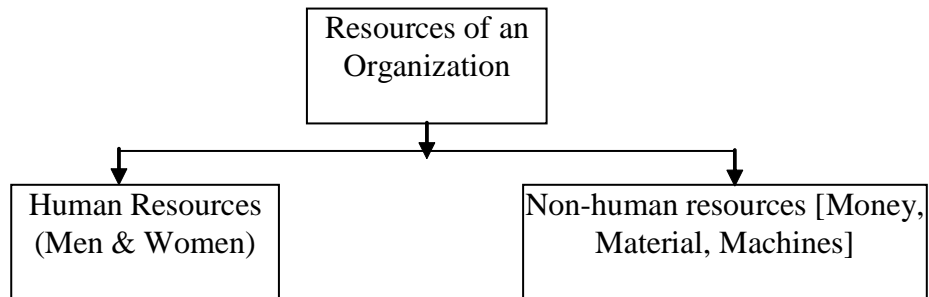 Resources of an
Organization
Human Resources
(Men & Women)
Non-human resources [Money,
Material, Machines]